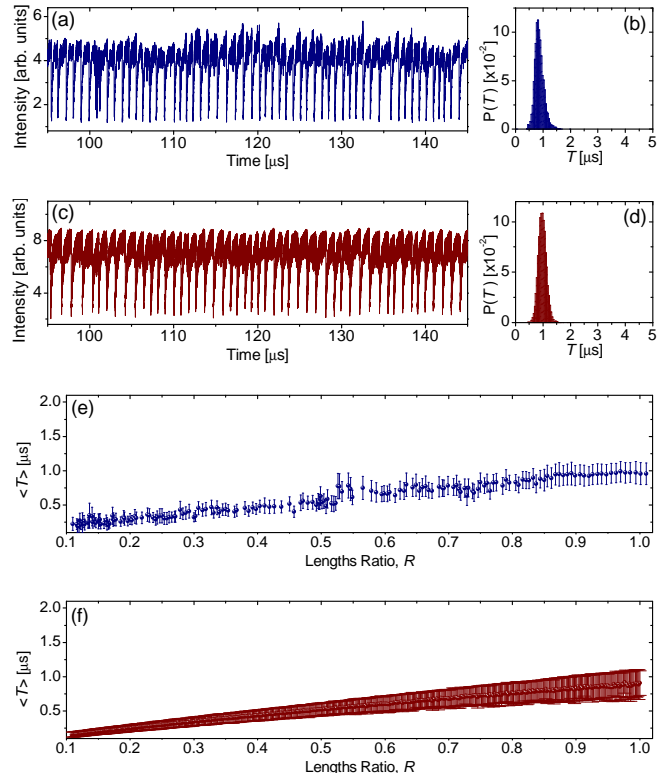 (a)
Intensity [arb. units]
6
4
2
100 110 120 130 140
Time [μs]
(b)
P(T) [x10⁻²]
10
5
0
0 1 2 3 4 5
T [μs]
(c)
Intensity [arb. units]
8
4
100 110 120 130 140
Time [μs]
(d)
P(T) [x10⁻²]
10
5
0
0 1 2 3 4 5
T [μs]
(e)
<T> [μs]
2.0
1.5
1.0
0.5
0.1 0.2 0.3 0.4 0.5 0.6 0.7 0.8 0.9 1.0
Lengths Ratio, R
(f)
<T> [μs]
2.0
1.5
1.0
0.5
0.1 0.2 0.3 0.4 0.5 0.6 0.7 0.8 0.9 1.0
Lengths Ratio, R